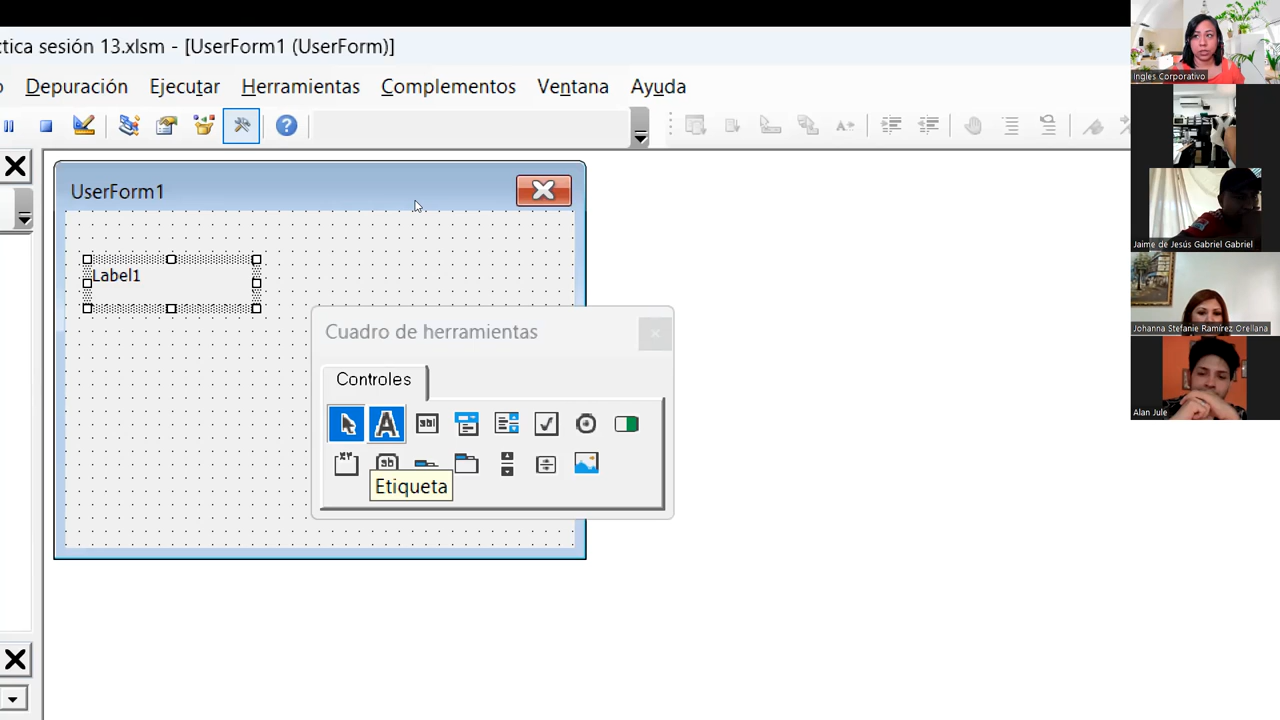 ctica sesión 13.xlsm - [UserForm1 (UserForm)]
o Depuración Ejecutar Herramientas Complementos Ventana Ayuda
UserForm1
Label1
Cuadro de herramientas
Controles
Etiqueta
Ingles Corporativo
Jaime de Jesús Gabriel Gabriel
Johanna Stefanie Ramírez Orellana
Alan Jule